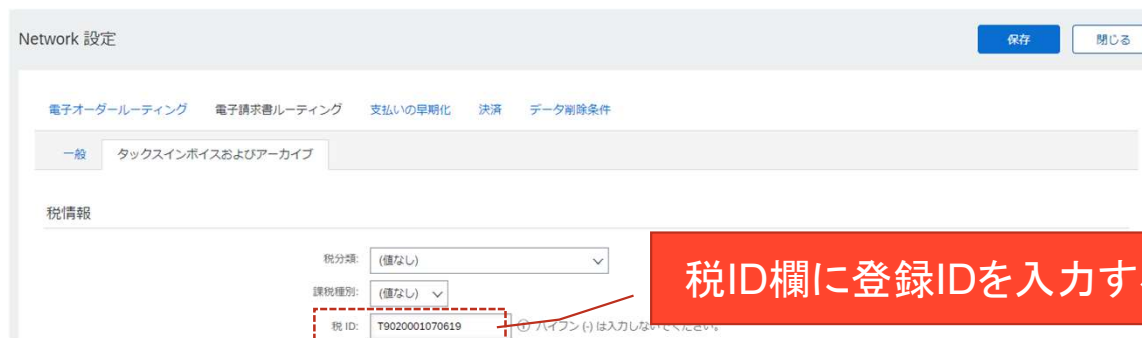 Network 設定
保存
閉じる
電子オーダールーティング 電子請求書ルーティング 支払いの早期化 決済 データ削除条件
一般 タックスインボイスおよびアーカイブ
税情報
税分類: (値なし)
課税種別: (値なし)
税 ID: T9020001070619 ハイフン (-) は入力しないでください。
税ID欄に登録IDを入力す